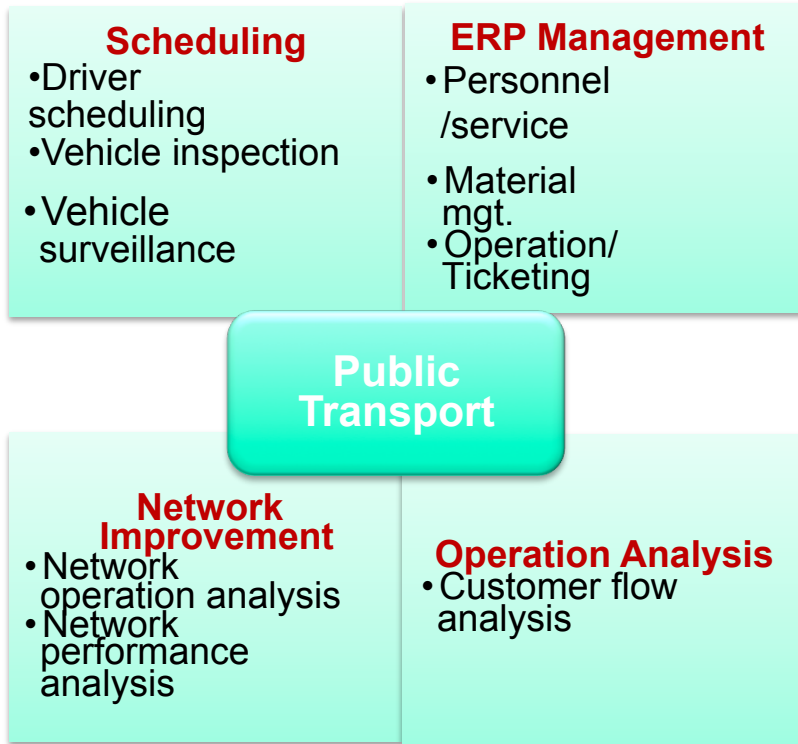 Scheduling
•Driver
scheduling
•Vehicle inspection
•Vehicle
surveillance
ERP Management
•Personnel
/service
•Material
mgt.
•Operation/
Ticketing
Public
Transport
Network
Improvement
•Network
operation analysis
•Network
performance
analysis
Operation Analysis
•Customer flow
analysis